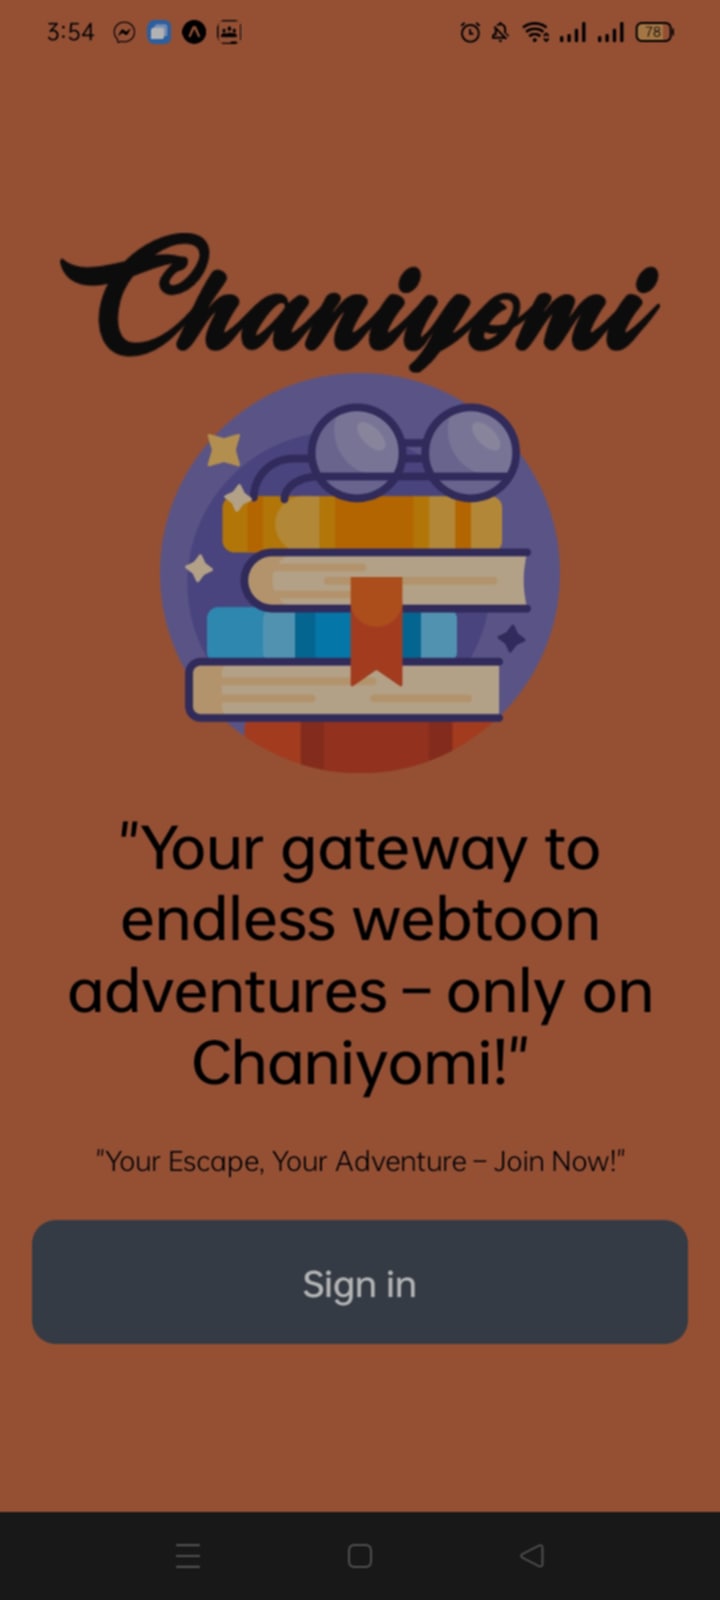 3:54
78
Chaniyomi
"Your gateway to
endless webtoon
adventures – only on
Chaniyomi!"
"Your Escape, Your Adventure – Join Now!"
Sign in